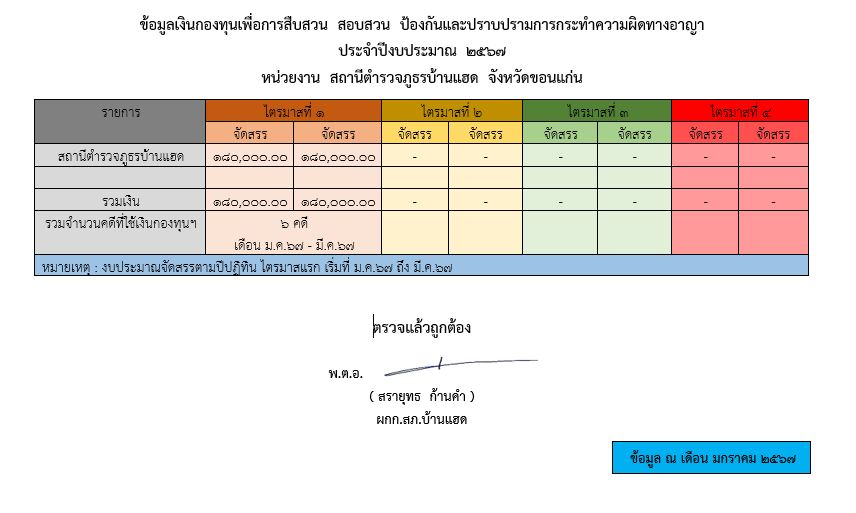 ข้อมูลเงินกองทุนเพื่อการสืบสวน สอบสวน ป้องกันและปราบปรามการกระทำความผิดทางอาญา
ประจำปีงบประมาณ ๒๕๖๗
หน่วยงาน สถานีตำรวจภูธรบ้านแฮด จังหวัดขอนแก่น
รายการ ไตรมาสที่ ๑ ไตรมาสที่ ๒ ไตรมาสที่ ๓ ไตรมาสที่ ๔
จัดสรร จัดสรร จัดสรร จัดสรร จัดสรร จัดสรร จัดสรร จัดสรร
สถานีตำรวจภูธรบ้านแฮด ๑๘๐,๐๐๐.๐๐ ๑๘๐,๐๐๐.๐๐ - - - - - -
รวมเงิน ๑๘๐,๐๐๐.๐๐ ๑๘๐,๐๐๐.๐๐ - - - - - -
รวมจำนวนคดีที่ใช้เงินกองทุนฯ ๖ คดี
เดือน ม.ค.๖๗ - มี.ค.๖๗
หมายเหตุ : งบประมาณจัดสรรตามปีปฏิทิน ไตรมาสแรก เริ่มที่ ม.ค.๖๗ ถึง มี.ค.๖๗
ตรวจแล้วถูกต้อง
พ.ต.อ.
( สรายุทธ ก้านคำ )
ผกก.สภ.บ้านแฮด
ข้อมูล ณ เดือน มกราคม ๒๕๖๗